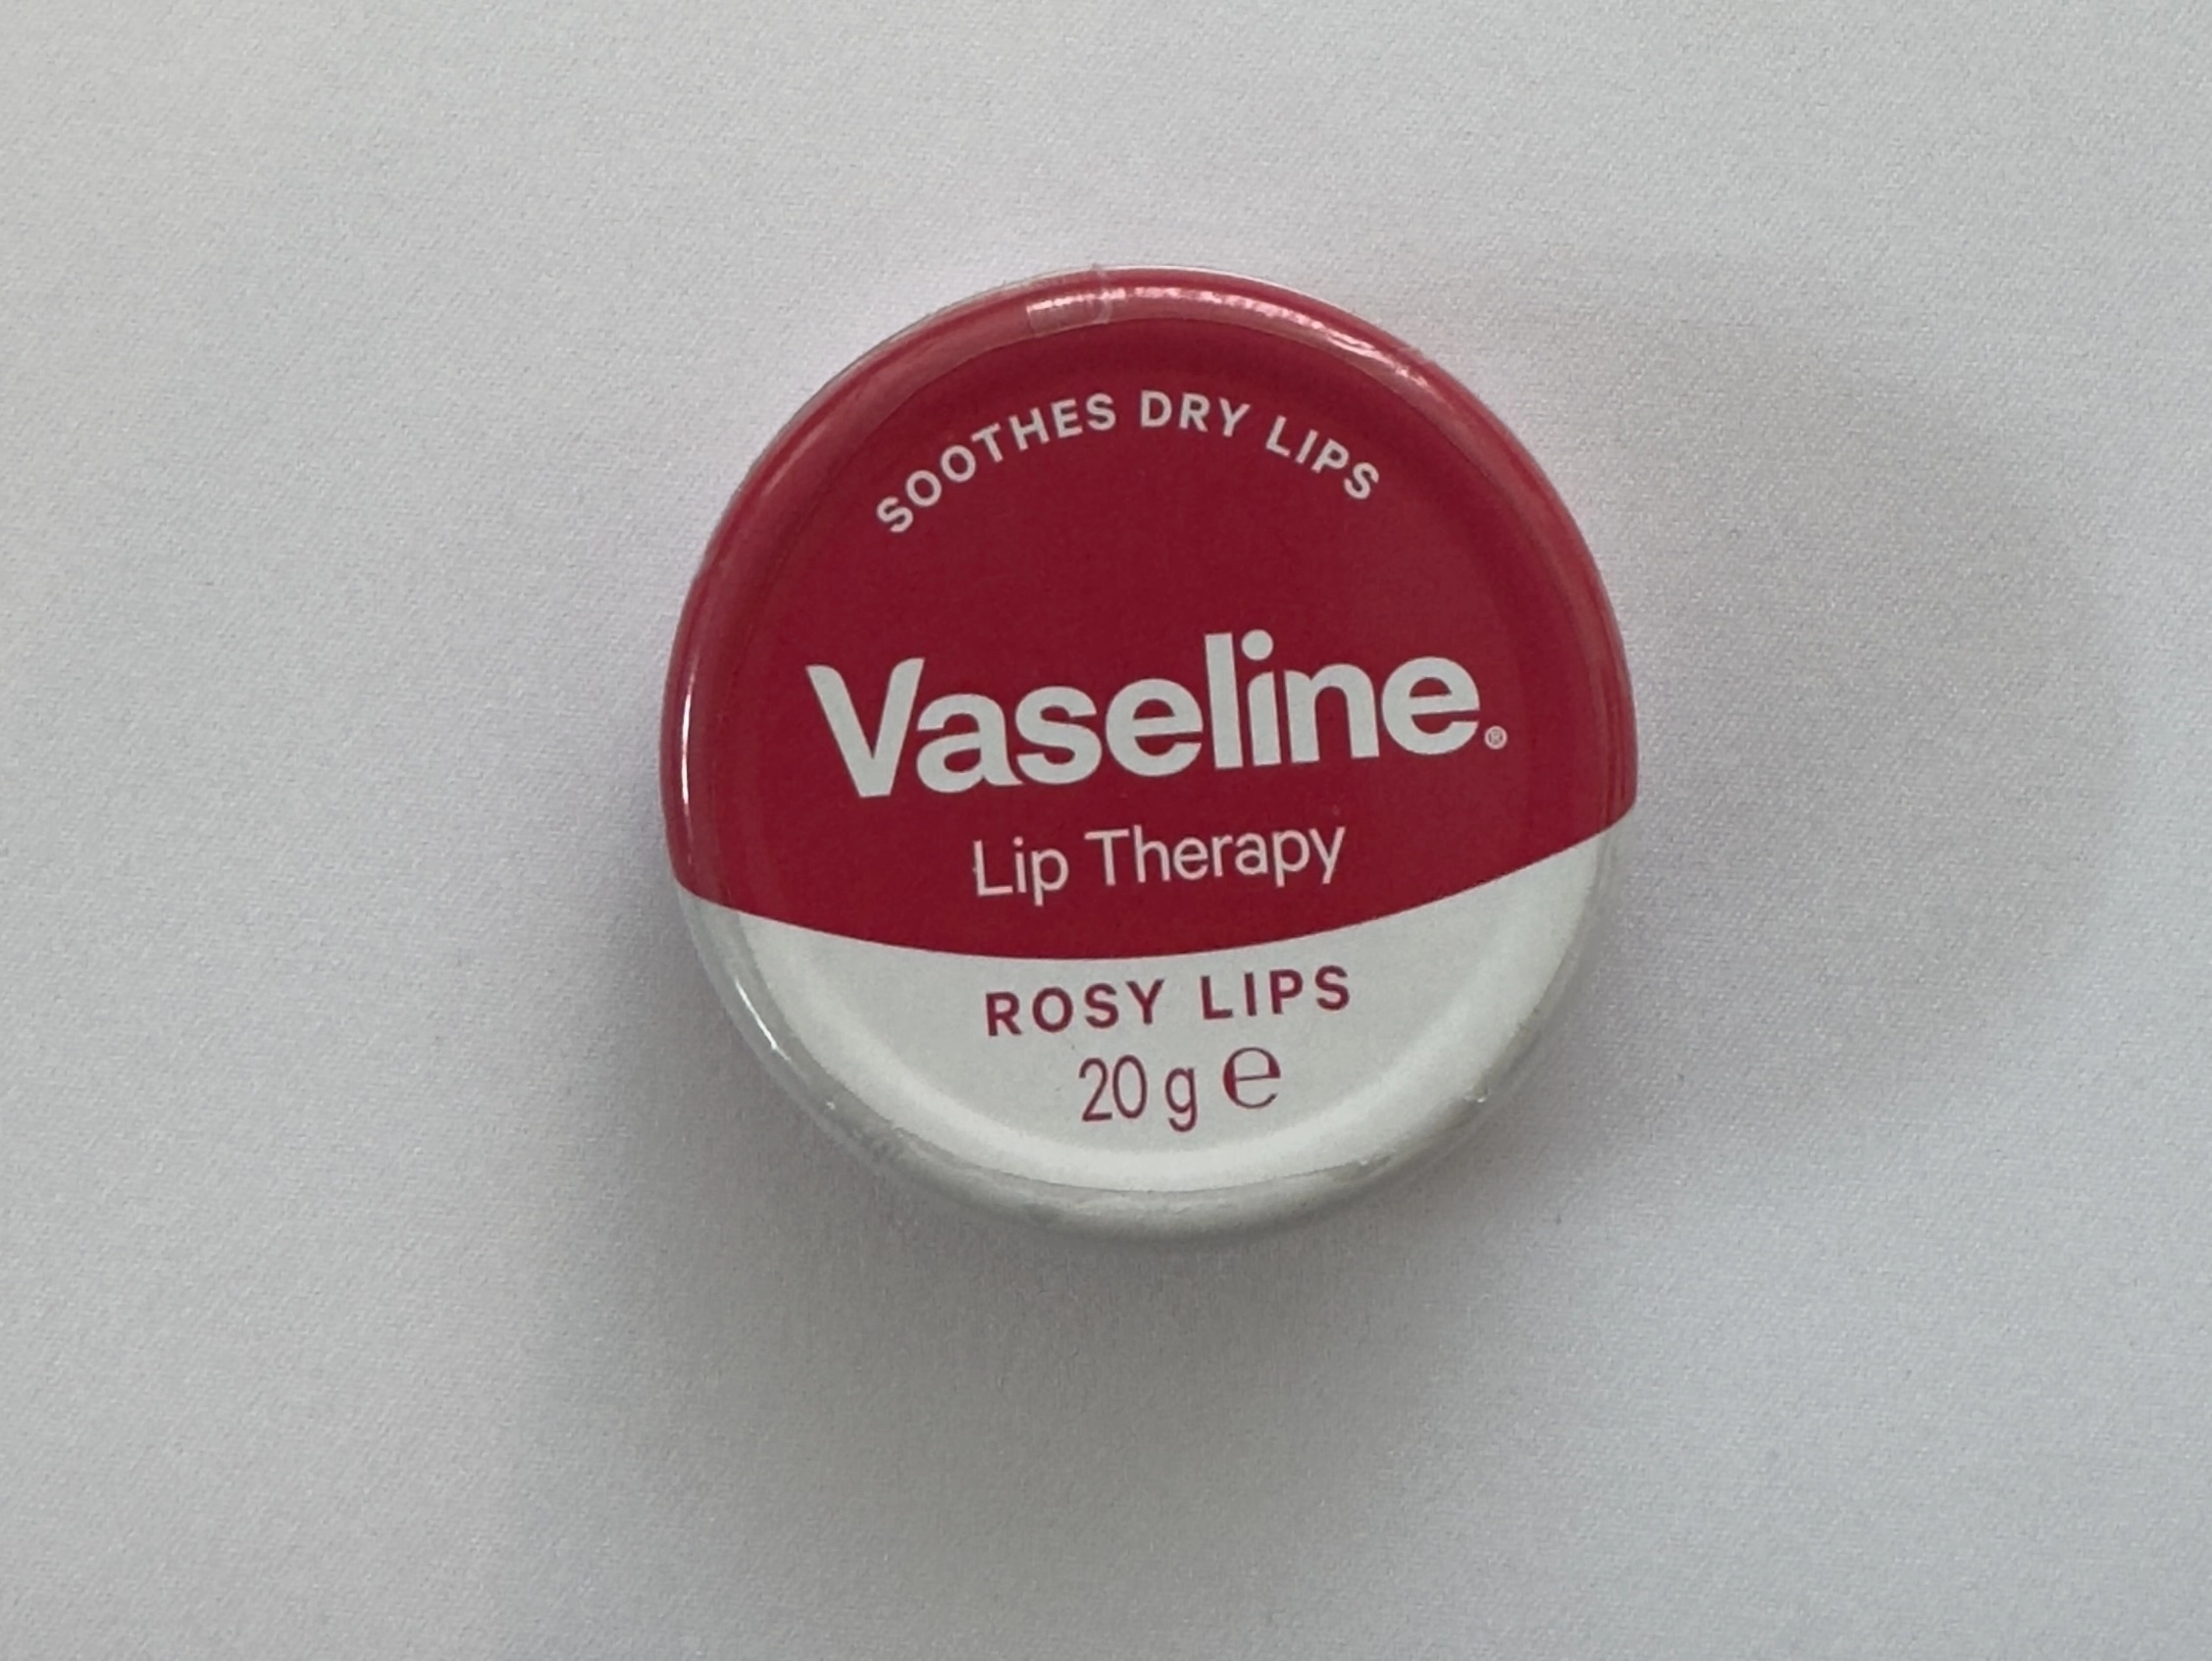 SOOTHES DRY LIPS
Vaseline®
Lip Therapy
ROSY LIPS
20 g ℮